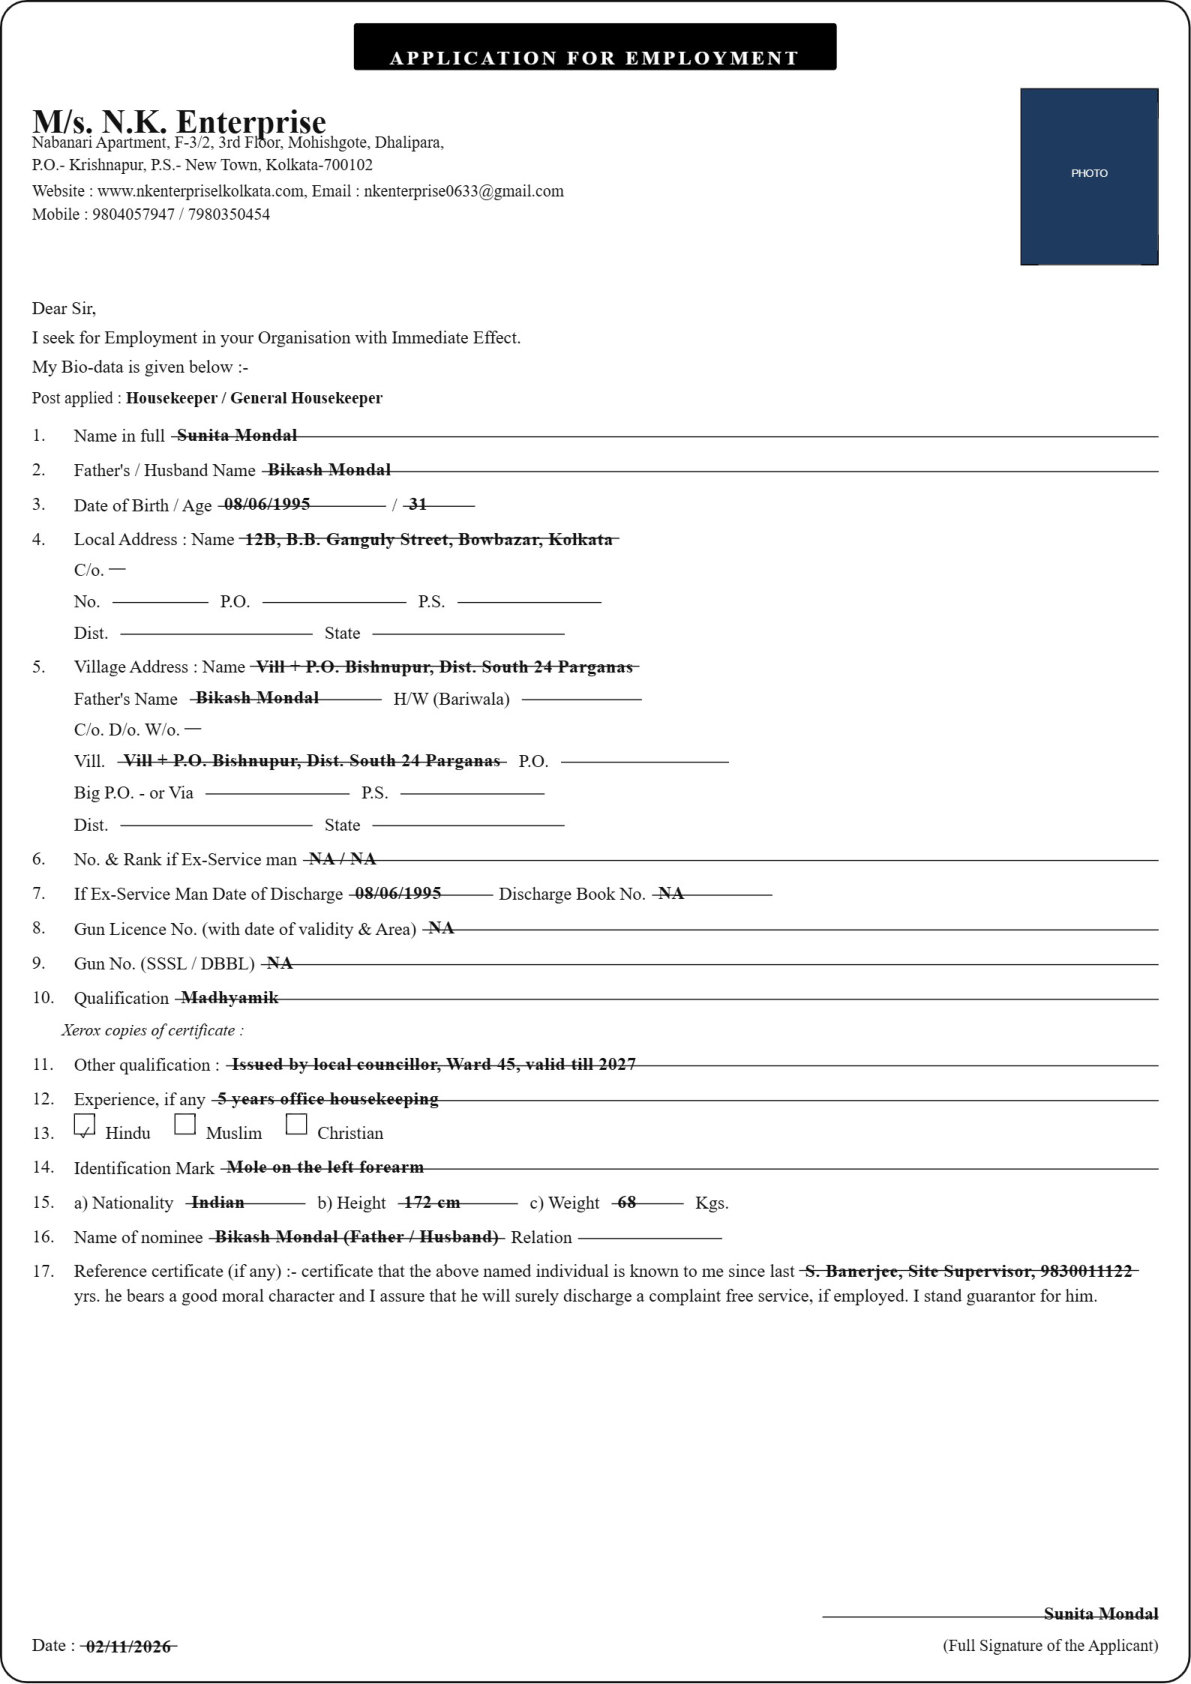 APPLICATION FOR EMPLOYMENT
M/s. N.K. Enterprise
Nabanari Apartment, F-3/2, 3rd Floor, Mohishgote, Dhalipara,
P.O.- Krishnapur, P.S.- New Town, Kolkata-700102
Website : www.nkenterpriselkolkata.com, Email : nkenterprise0633@gmail.com
Mobile : 9804057947 / 7980350454
PHOTO
Dear Sir,
I seek for Employment in your Organisation with Immediate Effect.
My Bio-data is given below :-
Post applied : Housekeeper / General Housekeeper
1. Name in full Sunita Mondal
2. Father's / Husband Name Bikash Mondal
3. Date of Birth / Age 08/06/1995 / 31
4. Local Address : Name 12B, B.B. Ganguly Street, Bowbazar, Kolkata
C/o. —
No. P.O. P.S.
Dist. State
5. Village Address : Name Vill + P.O. Bishnupur, Dist. South 24 Parganas
Father's Name Bikash Mondal H/W (Bariwala)
C/o. D/o. W/o. —
Vill. Vill + P.O. Bishnupur, Dist. South 24 Parganas P.O.
Big P.O. - or Via P.S.
Dist. State
6. No. & Rank if Ex-Service man NA / NA
7. If Ex-Service Man Date of Discharge 08/06/1995 Discharge Book No. NA
8. Gun Licence No. (with date of validity & Area) NA
9. Gun No. (SSSL / DBBL) NA
10. Qualification Madhyamik
Xerox copies of certificate :
11. Other qualification : Issued by local councillor, Ward 45, valid till 2027
12. Experience, if any 5 years office housekeeping
13. ✓ Hindu Muslim Christian
14. Identification Mark Mole on the left forearm
15. a) Nationality Indian b) Height 172 cm c) Weight 68 Kgs.
16. Name of nominee Bikash Mondal (Father / Husband) Relation
17. Reference certificate (if any) :- certificate that the above named individual is known to me since last S. Banerjee, Site Supervisor, 9830011122
yrs. he bears a good moral character and I assure that he will surely discharge a complaint free service, if employed. I stand guarantor for him.
Sunita Mondal
Date : 02/11/2026 (Full Signature of the Applicant)